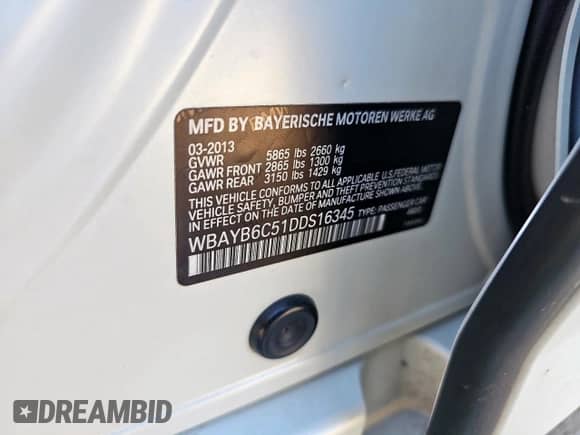 MFD BY BAYERISCHE MOTOREN WERKE AG
03-2013
GVWR 5865 lbs 2660 kg
GAWR FRONT 2865 lbs 1300 kg
GAWR REAR 3150 lbs 1429 kg
THIS VEHICLE CONFORMS TO ALL APPLICABLE U.S. FEDERAL MOTOR
VEHICLE SAFETY, BUMPER, AND THEFT PREVENTION STANDARDS
IN EFFECT ON THE DATE OF MANUFACTURE SHOWN ABOVE.
WBAYB6C51DDS16345 TYPE: PASSENGER CAR
DREAMBID